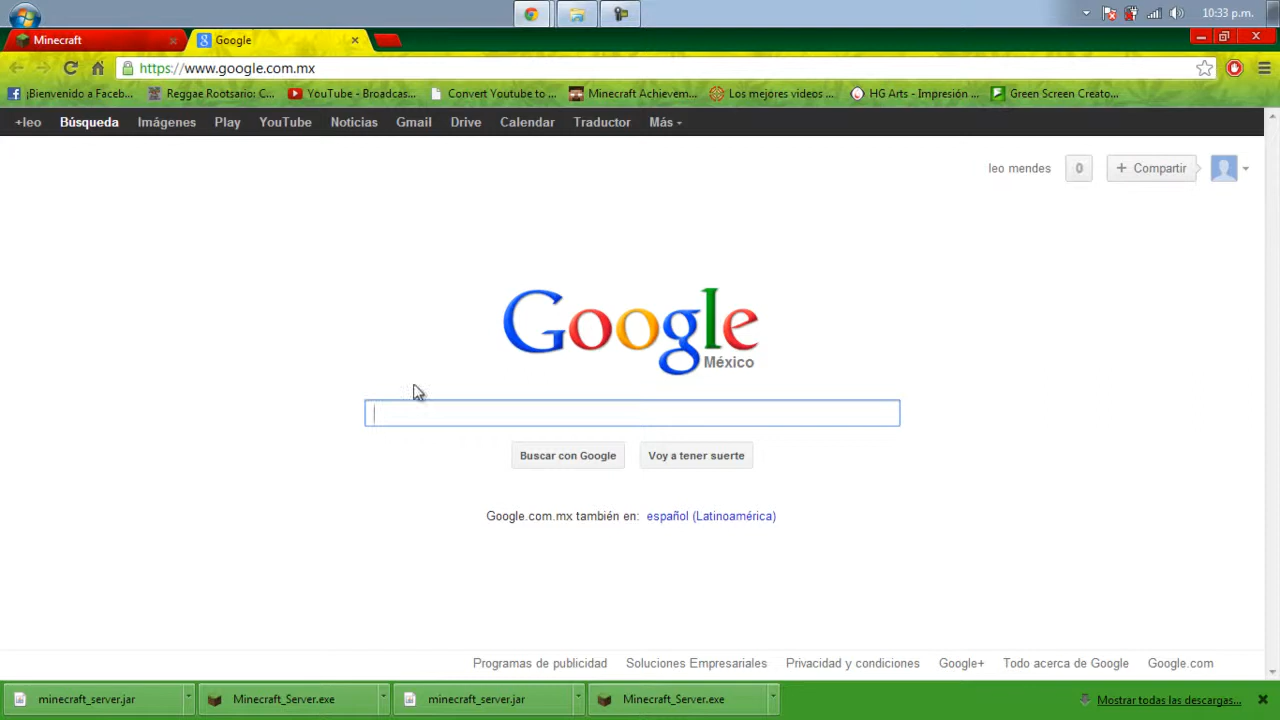 10:33 p.m.
Minecraft
Google
https://www.google.com.mx
¡Bienvenido a Faceb...
Reggae Rootsario: C...
YouTube - Broadcas...
Convert Youtube to ...
Minecraft Achievem...
Los mejores videos ...
HG Arts - Impresión ...
Green Screen Creato...
+leo Búsqueda Imágenes Play YouTube Noticias Gmail Drive Calendar Traductor Más
leo mendes 0 + Compartir
Google
México
Buscar con Google Voy a tener suerte
Google.com.mx también en: español (Latinoamérica)
Programas de publicidad Soluciones Empresariales Privacidad y condiciones Google+ Todo acerca de Google Google.com
minecraft_server.jar Minecraft_Server.exe minecraft_server.jar Minecraft_Server.exe Mostrar todas las descargas...